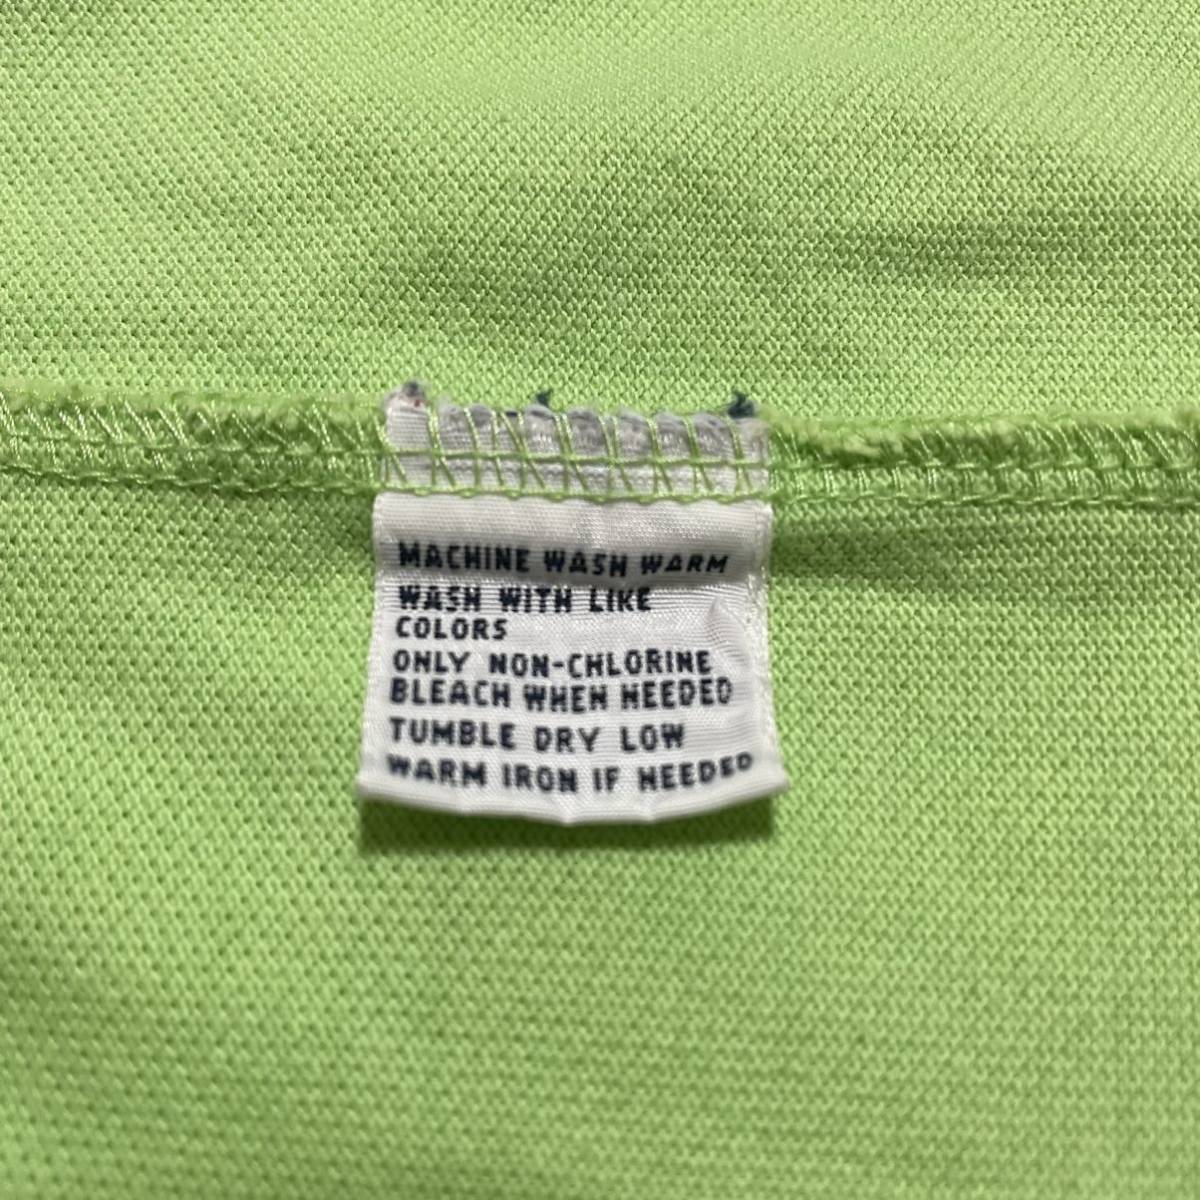 MACHINE WASH WARM
WASH WITH LIKE
COLORS
ONLY NON-CHLORINE
BLEACH WHEN NEEDED
TUMBLE DRY LOW
WARM IRON IF NEEDED